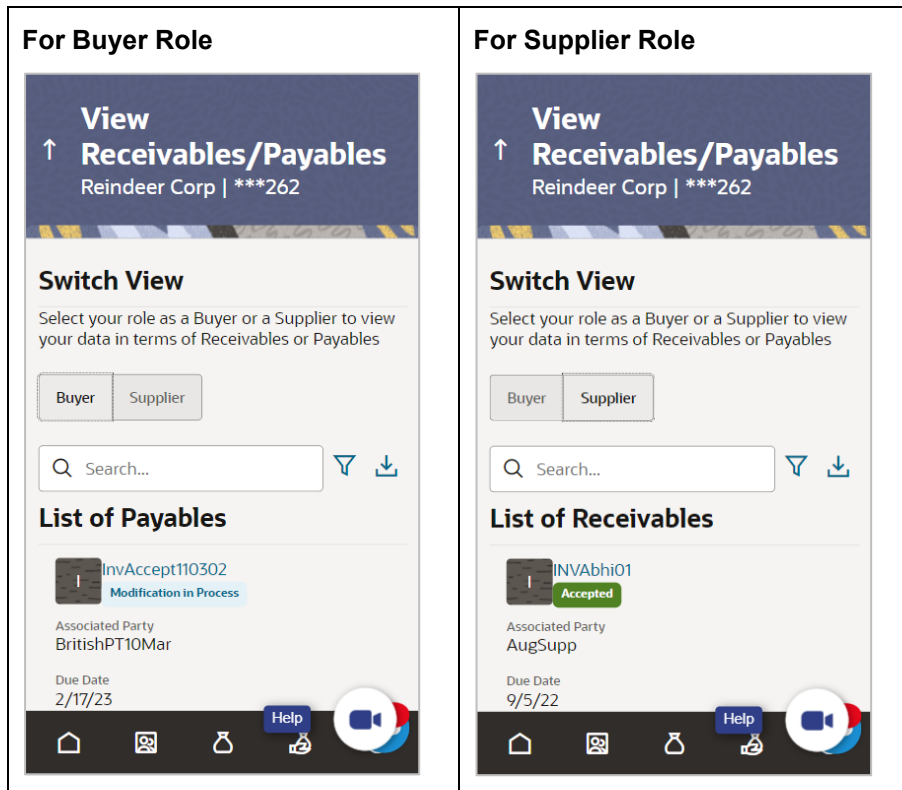 For Buyer Role
View
Receivables/Payables
Reindeer Corp | ***262
Switch View
Select your role as a Buyer or a Supplier to view
your data in terms of Receivables or Payables
Buyer Supplier
Search...
List of Payables
I
InvAccept110302
Modification in Process
Associated Party
BritishPT10Mar
Due Date
2/17/23
Help
For Supplier Role
View
Receivables/Payables
Reindeer Corp | ***262
Switch View
Select your role as a Buyer or a Supplier to view
your data in terms of Receivables or Payables
Buyer Supplier
Search...
List of Receivables
I
INVAbhi01
Accepted
Associated Party
AugSupp
Due Date
9/5/22
Help